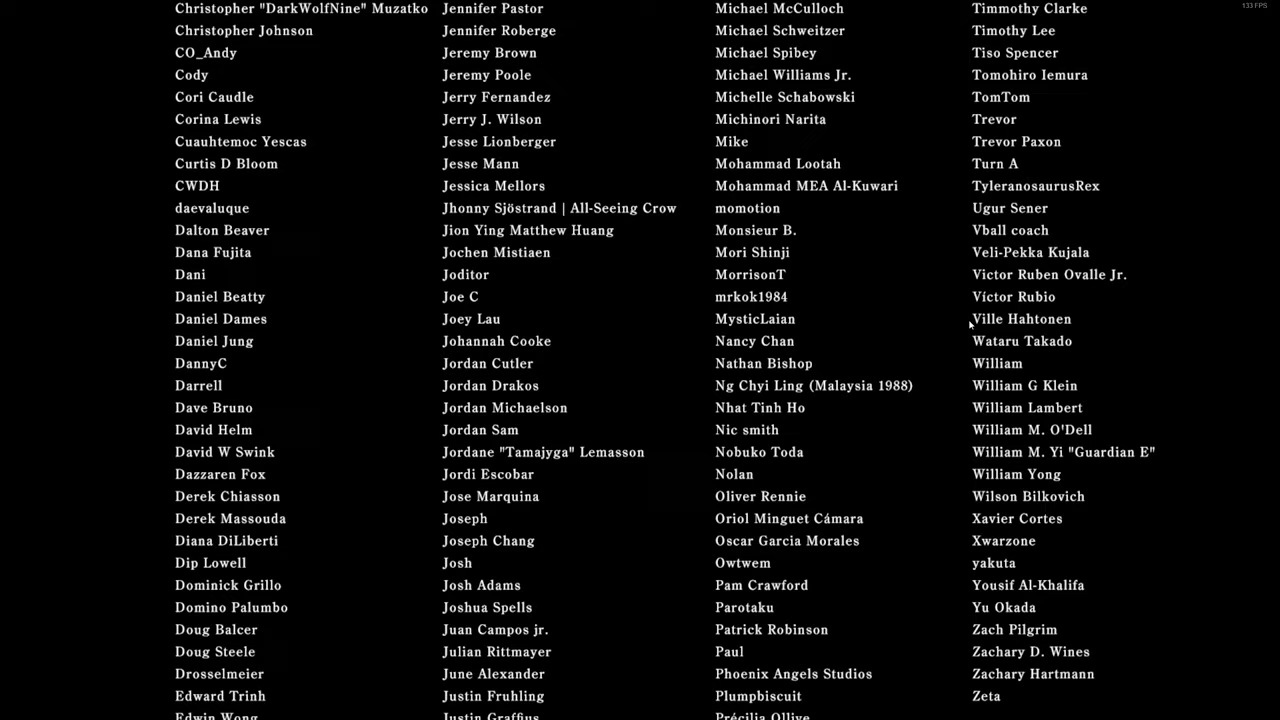 133 FPS
Christopher "DarkWolfNine" Muzatko
Christopher Johnson
CO_Andy
Cody
Cori Caudle
Corina Lewis
Cuauhtemoc Yescas
Curtis D Bloom
CWDH
daevaluque
Dalton Beaver
Dana Fujita
Dani
Daniel Beatty
Daniel Dames
Daniel Jung
DannyC
Darrell
Dave Bruno
David Helm
David W Swink
Dazzaren Fox
Derek Chiasson
Derek Massouda
Diana DiLiberti
Dip Lowell
Dominick Grillo
Domino Palumbo
Doug Balcer
Doug Steele
Drosselmeier
Edward Trinh
Edwin Wong
Jennifer Pastor
Jennifer Roberge
Jeremy Brown
Jeremy Poole
Jerry Fernandez
Jerry J. Wilson
Jesse Lionberger
Jesse Mann
Jessica Mellors
Jhonny Sjöstrand | All-Seeing Crow
Jion Ying Matthew Huang
Jochen Mistiaen
Joditor
Joe C
Joey Lau
Johannah Cooke
Jordan Cutler
Jordan Drakos
Jordan Michaelson
Jordan Sam
Jordane "Tamajyga" Lemasson
Jordi Escobar
Jose Marquina
Joseph
Joseph Chang
Josh
Josh Adams
Joshua Spells
Juan Campos jr.
Julian Rittmayer
June Alexander
Justin Fruhling
Justin Graffius
Michael McCulloch
Michael Schweitzer
Michael Spibey
Michael Williams Jr.
Michelle Schabowski
Michinori Narita
Mike
Mohammad Lootah
Mohammad MEA Al-Kuwari
momotion
Monsieur B.
Mori Shinji
MorrisonT
mrkok1984
MysticLaian
Nancy Chan
Nathan Bishop
Ng Chyi Ling (Malaysia 1988)
Nhat Tinh Ho
Nic smith
Nobuko Toda
Nolan
Oliver Rennie
Oriol Minguet Cámara
Oscar Garcia Morales
Owtwem
Pam Crawford
Parotaku
Patrick Robinson
Paul
Phoenix Angels Studios
Plumpbiscuit
Précilia Ollive
Timmothy Clarke
Timothy Lee
Tiso Spencer
Tomohiro Iemura
TomTom
Trevor
Trevor Paxon
Turn A
TyleranosaurusRex
Ugur Sener
Vball coach
Veli-Pekka Kujala
Victor Ruben Ovalle Jr.
Víctor Rubio
Ville Hahtonen
Wataru Takado
William
William G Klein
William Lambert
William M. O'Dell
William M. Yi "Guardian E"
William Yong
Wilson Bilkovich
Xavier Cortes
Xwarzone
yakuta
Yousif Al-Khalifa
Yu Okada
Zach Pilgrim
Zachary D. Wines
Zachary Hartmann
Zeta